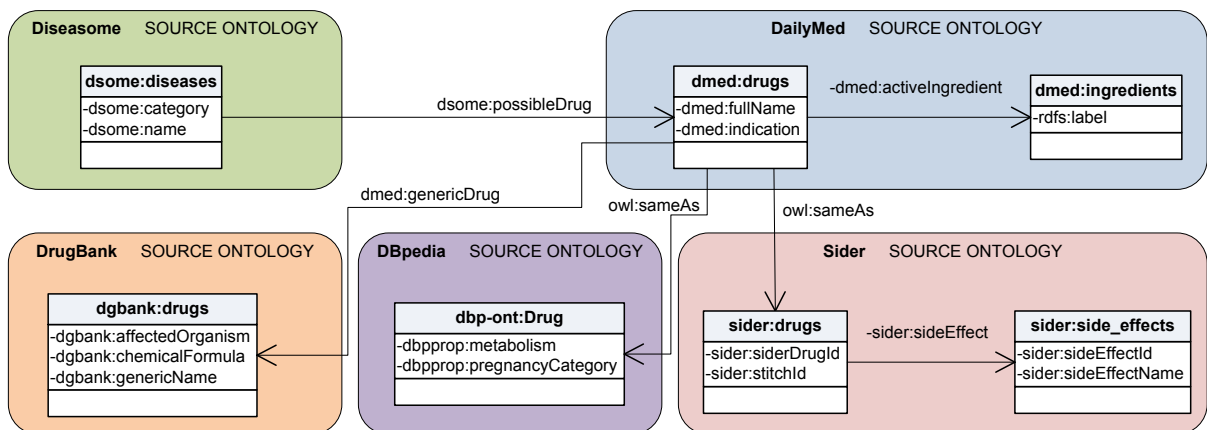 Diseasome SOURCE ONTOLOGY
dsome:diseases
-dsome:category
-dsome:name
dsome:possibleDrug
DailyMed SOURCE ONTOLOGY
dmed:drugs
-dmed:fullName
-dmed:indication
-dmed:activeIngredient
dmed:ingredients
-rdfs:label
dmed:genericDrug
owl:sameAs
owl:sameAs
DrugBank SOURCE ONTOLOGY
dgbank:drugs
-dgbank:affectedOrganism
-dgbank:chemicalFormula
-dgbank:genericName
DBpedia SOURCE ONTOLOGY
dbp-ont:Drug
-dbpprop:metabolism
-dbpprop:pregnancyCategory
Sider SOURCE ONTOLOGY
sider:drugs
-sider:siderDrugId
-sider:stitchId
-sider:sideEffect
sider:side_effects
-sider:sideEffectId
-sider:sideEffectName